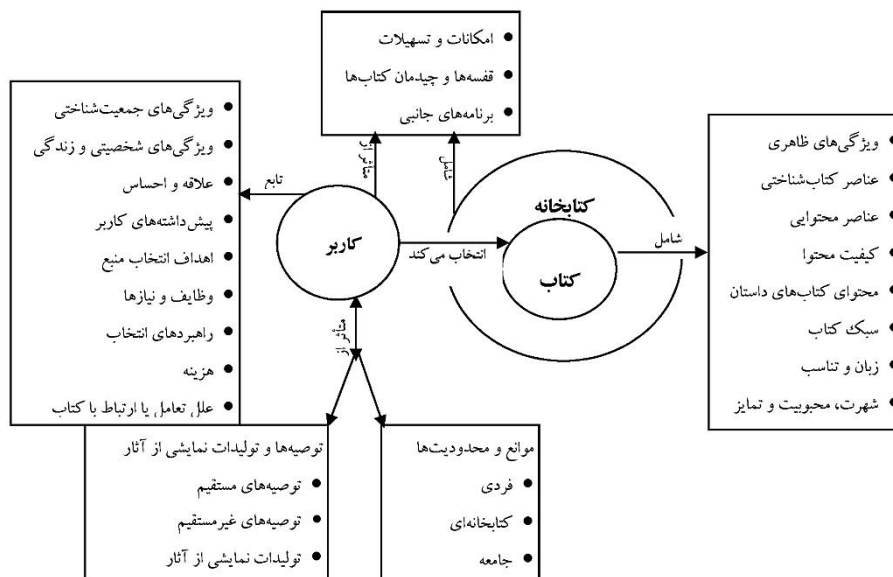 امکانات و تسهیلات
قفسه‌ها و چیدمان کتاب‌ها
برنامه‌های جانبی
ویژگی‌های جمعیت‌شناختی
ویژگی‌های شخصیتی و زندگی
علاقه و احساس
پیش‌داشته‌های کاربر
اهداف انتخاب منبع
وظایف و نیازها
راهبردهای انتخاب
هزینه
علل تعامل یا ارتباط با کتاب
ویژگی‌های ظاهری
عناصر کتاب‌شناختی
عناصر محتوایی
کیفیت محتوا
محتوای کتاب‌های داستان
سبک کتاب
زبان و تناسب
شهرت، محبوبیت و تمایز
متأثر از
شامل
تابع
کتابخانه
کاربر
انتخاب می‌کند
کتاب
شامل
متأثر از
موانع و محدودیت‌ها
فردی
کتابخانه‌ای
جامعه
توصیه‌ها و تولیدات نمایشی از آثار
توصیه‌های مستقیم
توصیه‌های غیرمستقیم
تولیدات نمایشی از آثار